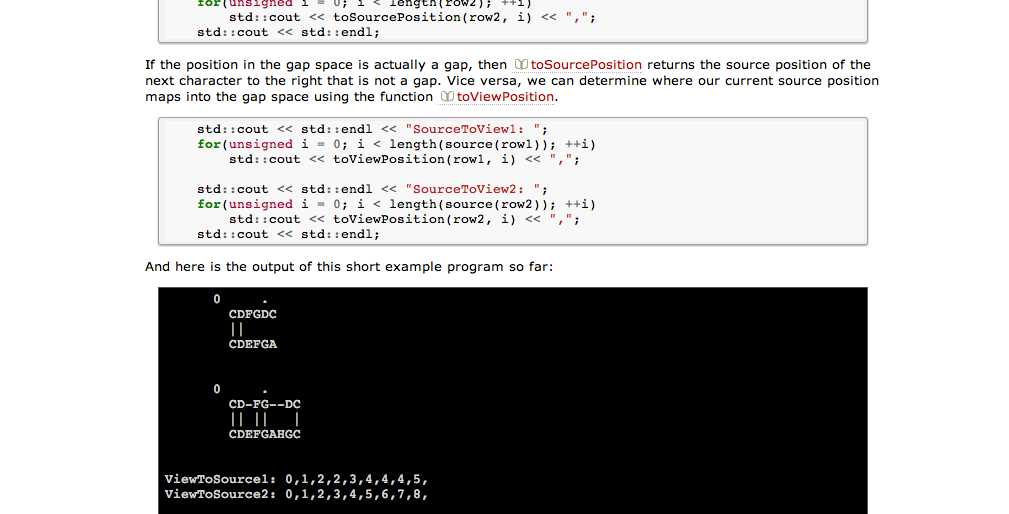 for(unsigned i = 0; i < length(row2); ++i)
std::cout << toSourcePosition(row2, i) << ",";
std::cout << std::endl;
If the position in the gap space is actually a gap, then toSourcePosition returns the source position of the
next character to the right that is not a gap. Vice versa, we can determine where our current source position
maps into the gap space using the function toViewPosition.
std::cout << std::endl << "SourceToView1: ";
for(unsigned i = 0; i < length(source(row1)); ++i)
std::cout << toViewPosition(row1, i) << ",";
std::cout << std::endl << "SourceToView2: ";
for(unsigned i = 0; i < length(source(row2)); ++i)
std::cout << toViewPosition(row2, i) << ",";
std::cout << std::endl;
And here is the output of this short example program so far:
0 .
CDFGDC
||
CDEFGA
0 .
CD-FG--DC
|| || |
CDEFGAHGC
ViewToSource1: 0,1,2,2,3,4,4,4,5,
ViewToSource2: 0,1,2,3,4,5,6,7,8,